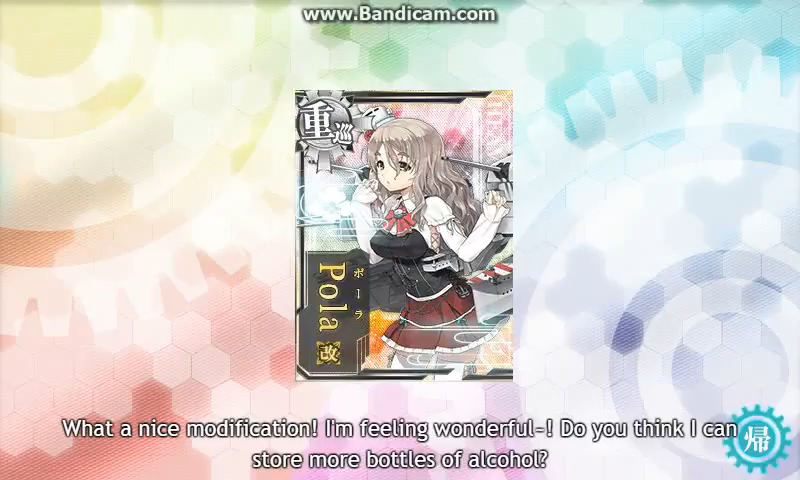 www.Bandicam.com
重巡
Pola
ポーラ
改
What a nice modification! I'm feeling wonderful~! Do you think I can
store more bottles of alcohol?
帰